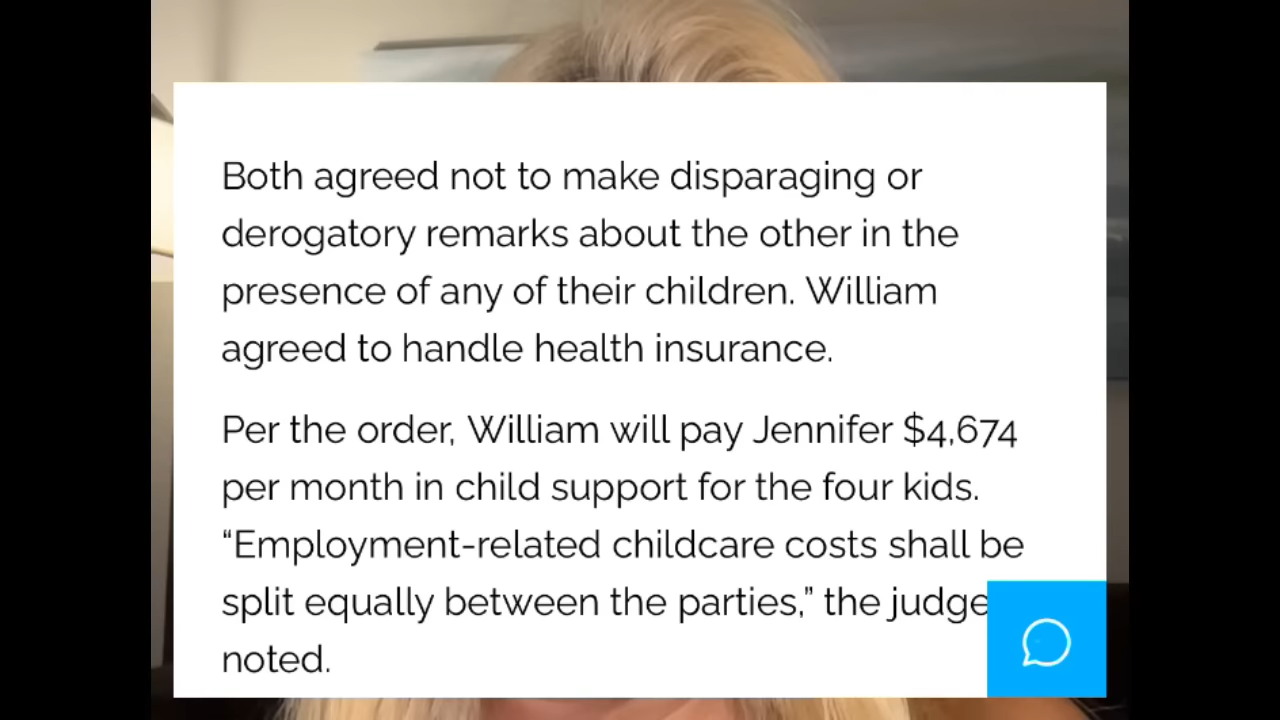 Both agreed not to make disparaging or
derogatory remarks about the other in the
presence of any of their children. William
agreed to handle health insurance.
Per the order, William will pay Jennifer $4,674
per month in child support for the four kids.
“Employment-related childcare costs shall be
split equally between the parties,” the judge
noted.